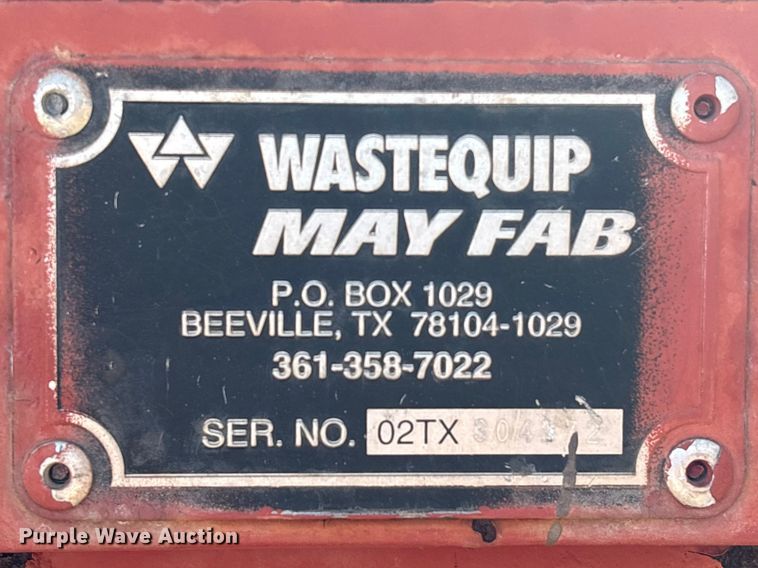 WASTEQUIP
MAY FAB
P.O. BOX 1029
BEEVILLE, TX 78104-1029
361-358-7022
SER. NO. 02TX
Purple Wave Auction